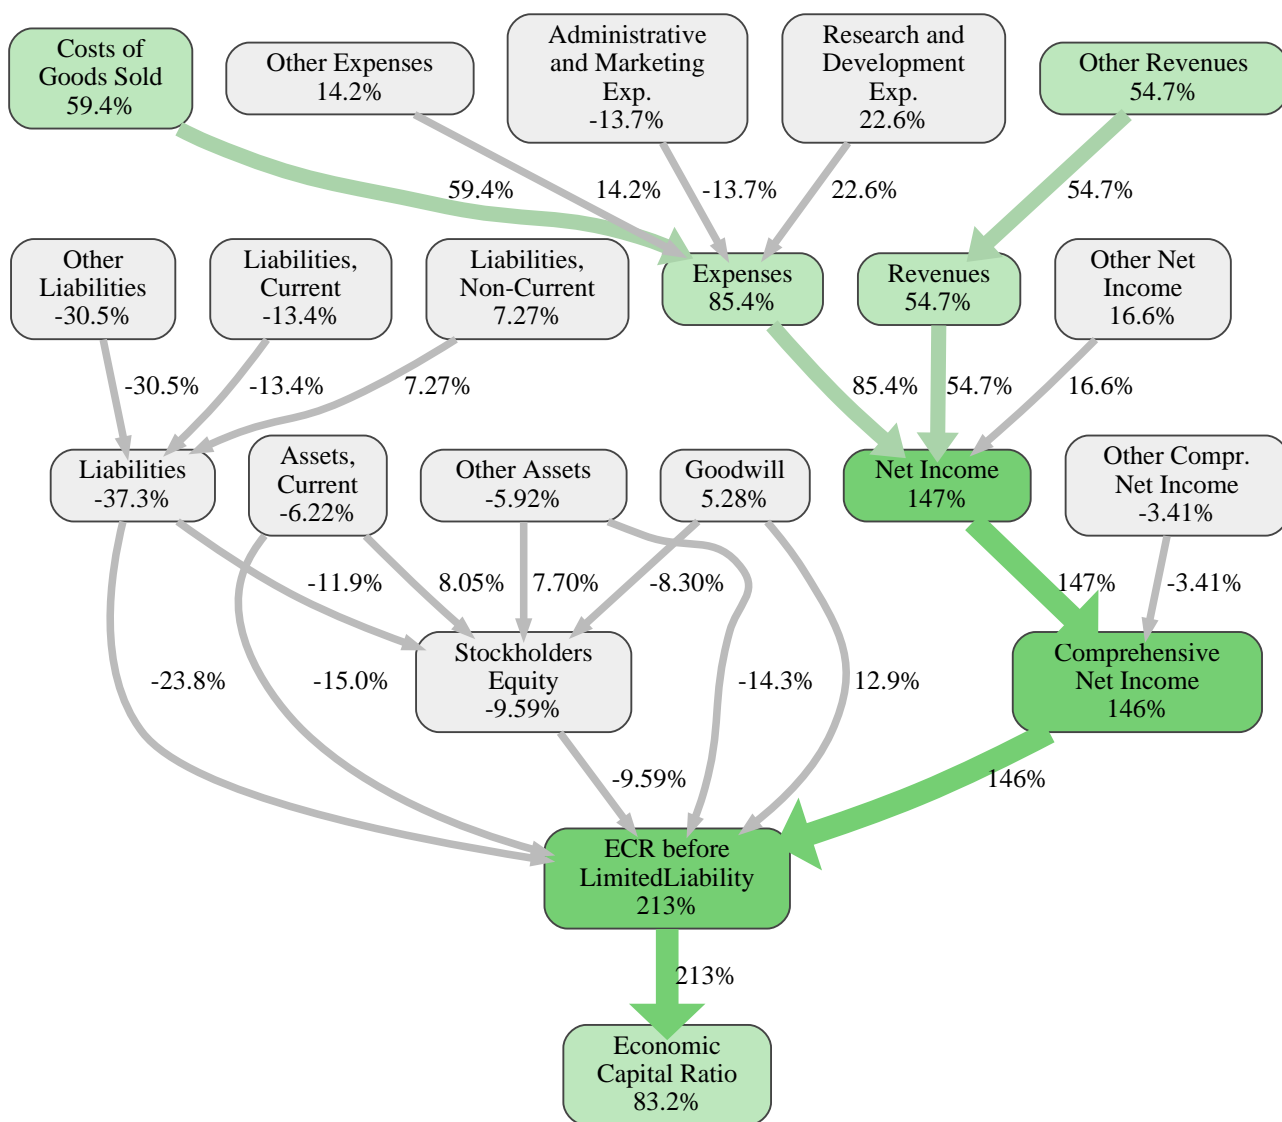 Costs of
Goods Sold
59.4%
Other Expenses
14.2%
Administrative
and Marketing
Exp.
-13.7%
Research and
Development
Exp.
22.6%
Other Revenues
54.7%
59.4%
14.2%
-13.7%
22.6%
54.7%
Other
Liabilities
-30.5%
Liabilities,
Current
-13.4%
Liabilities,
Non-Current
7.27%
Expenses
85.4%
Revenues
54.7%
Other Net
Income
16.6%
-30.5%
-13.4%
7.27%
85.4%
54.7%
16.6%
Liabilities
-37.3%
Assets,
Current
-6.22%
Other Assets
-5.92%
Goodwill
5.28%
Net Income
147%
Other Compr.
Net Income
-3.41%
-11.9%
8.05%
7.70%
-8.30%
147%
-3.41%
Stockholders
Equity
-9.59%
Comprehensive
Net Income
146%
-23.8%
-15.0%
-14.3%
12.9%
-9.59%
146%
ECR before
LimitedLiability
213%
213%
Economic
Capital Ratio
83.2%